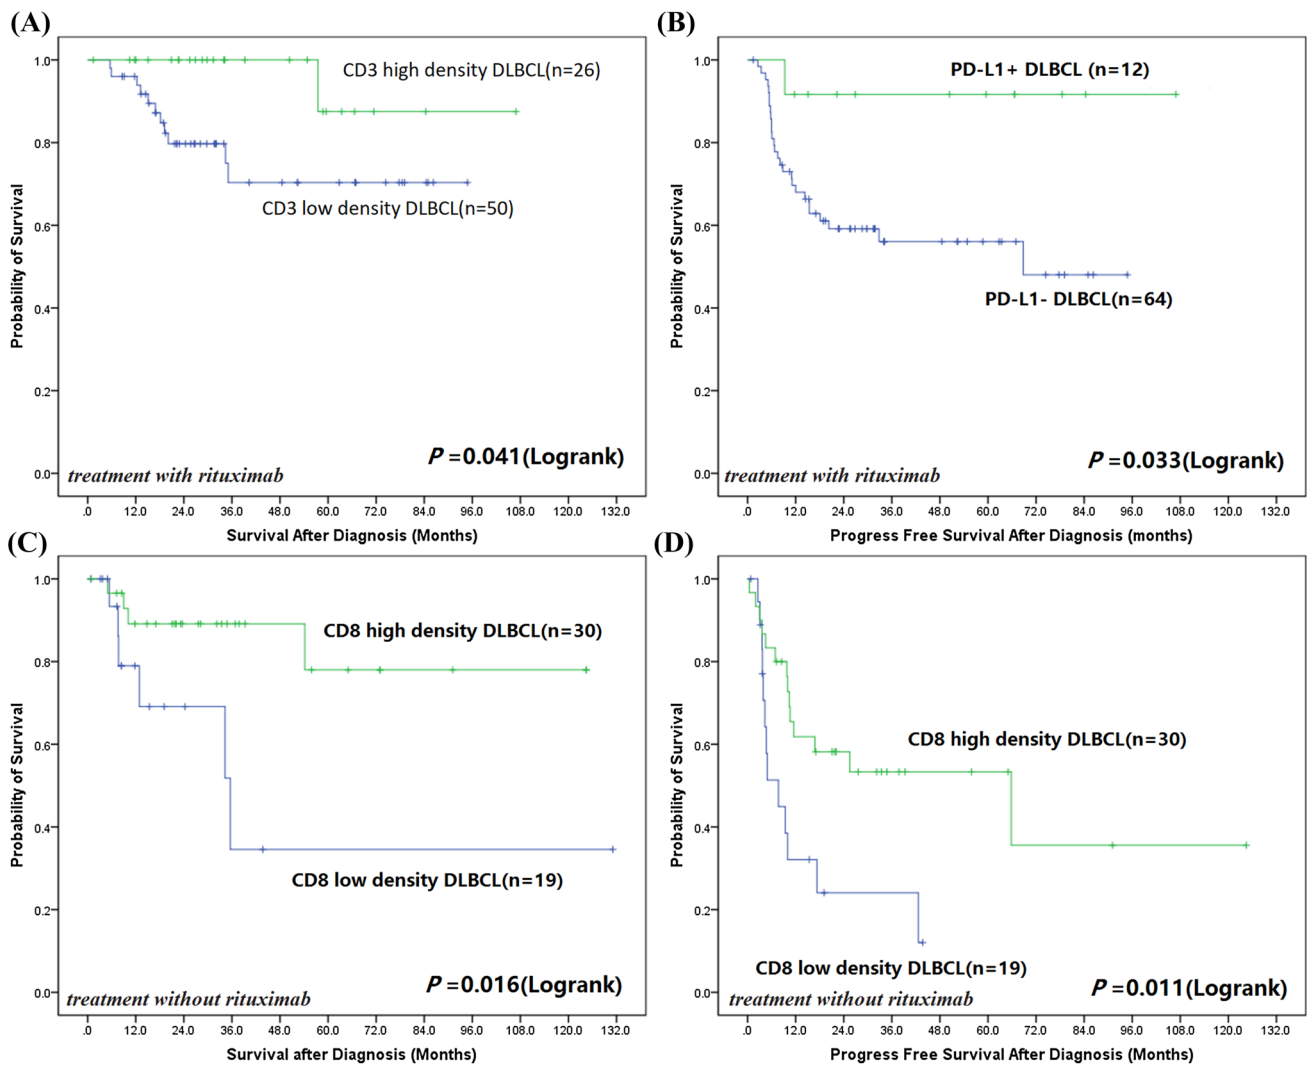 (A)
1.0
0.8
0.6
0.4
0.2
0.0
Probability of Survival
CD3 high density DLBCL(n=26)
CD3 low density DLBCL(n=50)
P =0.041(Logrank)
treatment with rituximab
.0 12.0 24.0 36.0 48.0 60.0 72.0 84.0 96.0 108.0 120.0 132.0
Survival After Diagnosis (Months)
(B)
1.0
0.8
0.6
0.4
0.2
0.0
Probability of Survival
PD-L1+ DLBCL (n=12)
PD-L1- DLBCL(n=64)
P =0.033(Logrank)
treatment with rituximab
.0 12.0 24.0 36.0 48.0 60.0 72.0 84.0 96.0 108.0 120.0 132.0
Progress Free Survival After Diagnosis (months)
(C)
1.0
0.8
0.6
0.4
0.2
0.0
Probability of Survival
CD8 high density DLBCL(n=30)
CD8 low density DLBCL(n=19)
P =0.016(Logrank)
treatment without rituximab
.0 12.0 24.0 36.0 48.0 60.0 72.0 84.0 96.0 108.0 120.0 132.0
Survival after Diagnosis (Months)
(D)
1.0
0.8
0.6
0.4
0.2
0.0
Probability of Survival
CD8 high density DLBCL(n=30)
CD8 low density DLBCL(n=19)
P =0.011(Logrank)
treatment without rituximab
.0 12.0 24.0 36.0 48.0 60.0 72.0 84.0 96.0 108.0 120.0 132.0
Progress Free Survival After Diagnosis (Months)